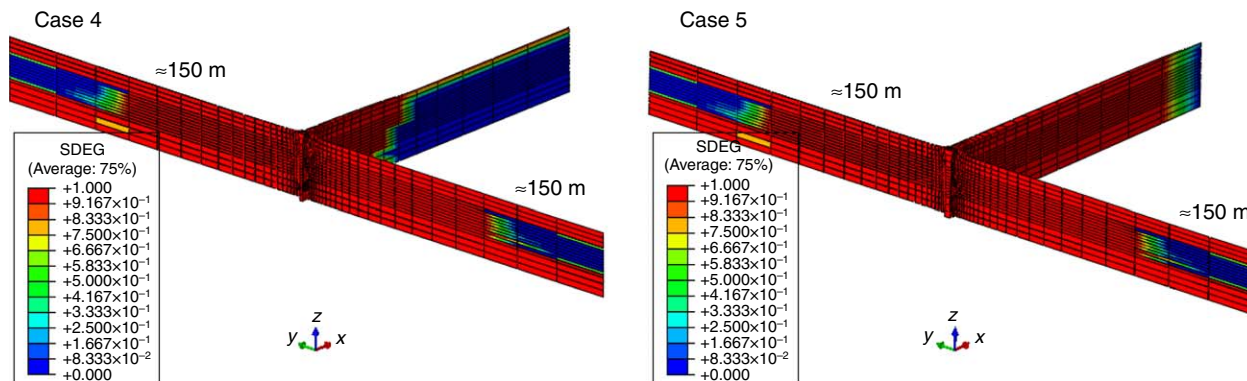 Case 4
≈150 m
≈150 m
SDEG
(Average: 75%)
+1.000
+9.167×10⁻¹
+8.333×10⁻¹
+7.500×10⁻¹
+6.667×10⁻¹
+5.833×10⁻¹
+5.000×10⁻¹
+4.167×10⁻¹
+3.333×10⁻¹
+2.500×10⁻¹
+1.667×10⁻¹
+8.333×10⁻²
+0.000
z
y x
Case 5
≈150 m
≈150 m
SDEG
(Average: 75%)
+1.000
+9.167×10⁻¹
+8.333×10⁻¹
+7.500×10⁻¹
+6.667×10⁻¹
+5.833×10⁻¹
+5.000×10⁻¹
+4.167×10⁻¹
+3.333×10⁻¹
+2.500×10⁻¹
+1.667×10⁻¹
+8.333×10⁻²
+0.000
z
y x